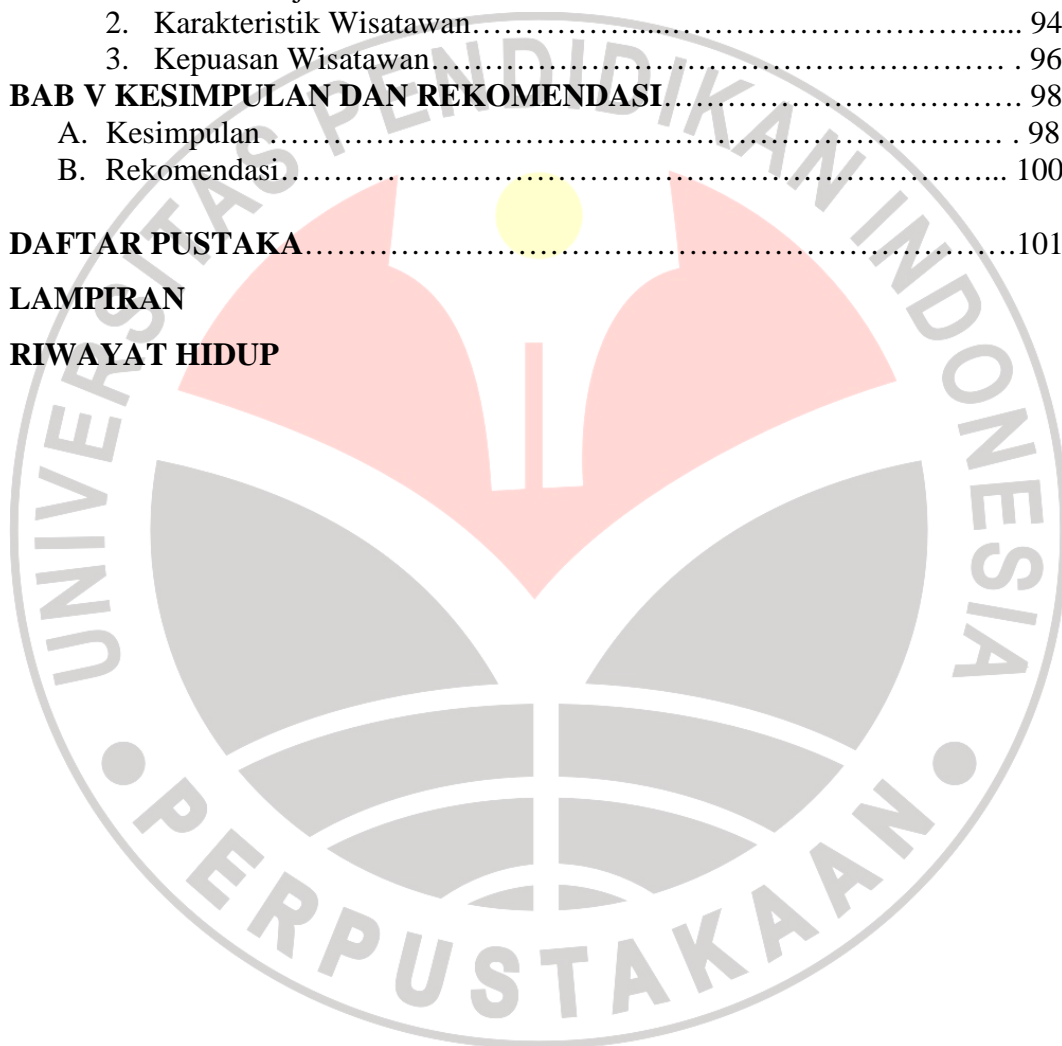 2. Karakteristik Wisatawan……………......……………………………….... 94
3. Kepuasan Wisatawan………………………………………………… . 96
BAB V KESIMPULAN DAN REKOMENDASI……………………………. 98
A. Kesimpulan ……………………………………………………………… . 98
B. Rekomendasi…………………………………………………………... 100
DAFTAR PUSTAKA…………………………………………………………….101
LAMPIRAN
RIWAYAT HIDUP
UNIVERSITAS PENDIDIKAN INDONESIA
PERPUSTAKAAN